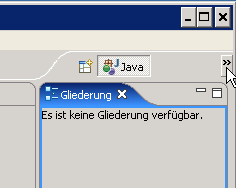 Java
Gliederung
Es ist keine Gliederung verfügbar.